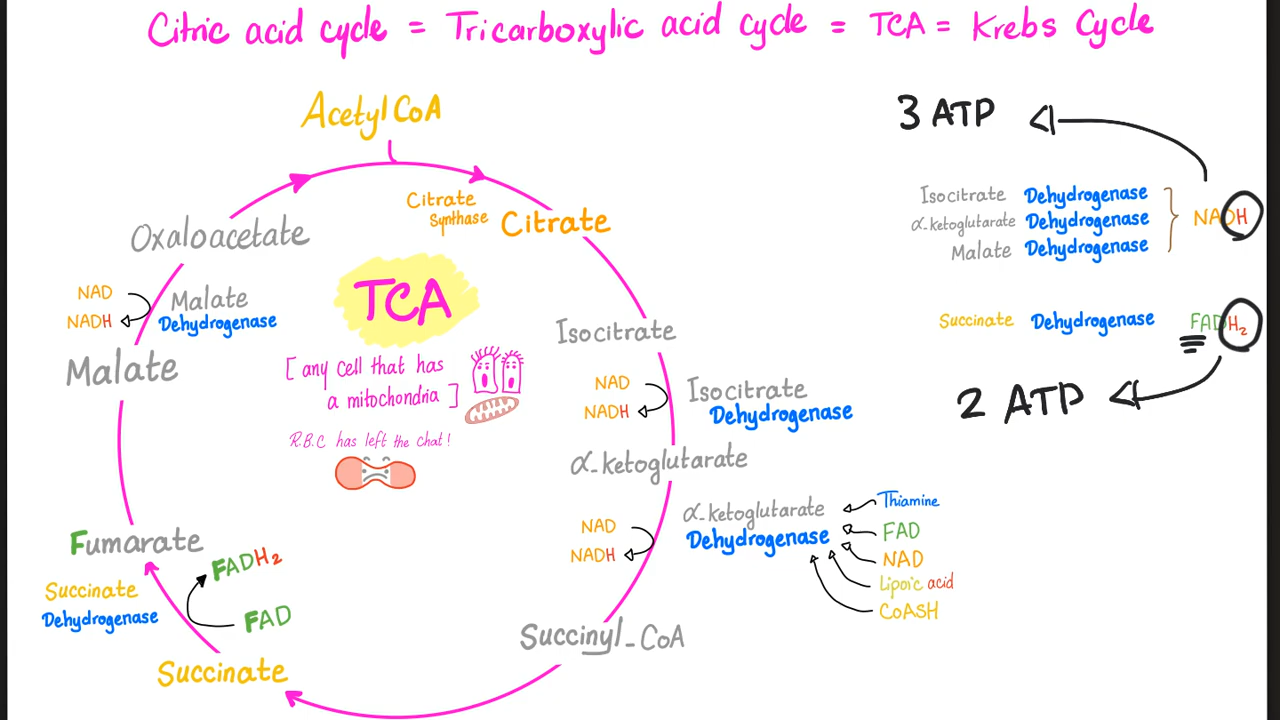 Citric acid cycle = Tricarboxylic acid cycle = TCA = Krebs Cycle
Acetyl CoA
Citrate
Synthase
Citrate
Oxaloacetate
NAD
NADH
Malate
Dehydrogenase
Malate
TCA
[ any cell that has
a mitochondria ]
R.B.C has left the chat!
Isocitrate
NAD
NADH
Isocitrate
Dehydrogenase
α-ketoglutarate
NAD
NADH
α-ketoglutarate
Dehydrogenase
Thiamine
FAD
NAD
Lipoic acid
CoASH
Succinyl-CoA
Succinate
Fumarate
FADH₂
FAD
Succinate
Dehydrogenase
3 ATP
Isocitrate Dehydrogenase
α-ketoglutarate Dehydrogenase
Malate Dehydrogenase
NADH
Succinate Dehydrogenase FADH₂
2 ATP